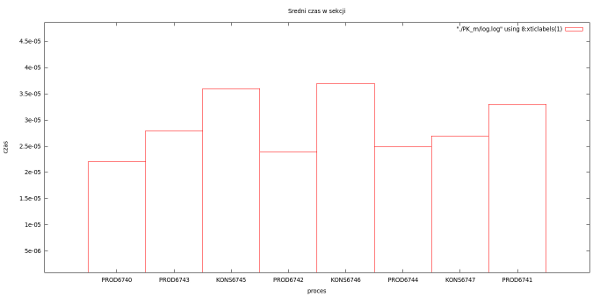 Sredni czas w sekcji
"./PK_m/log.log" using 8:xticlabels(1)
4.5e-05
4e-05
3.5e-05
3e-05
2.5e-05
2e-05
1.5e-05
1e-05
5e-06
czas
PROD6740 PROD6743 KONS6745 PROD6742 KONS6746 PROD6744 KONS6747 PROD6741
proces